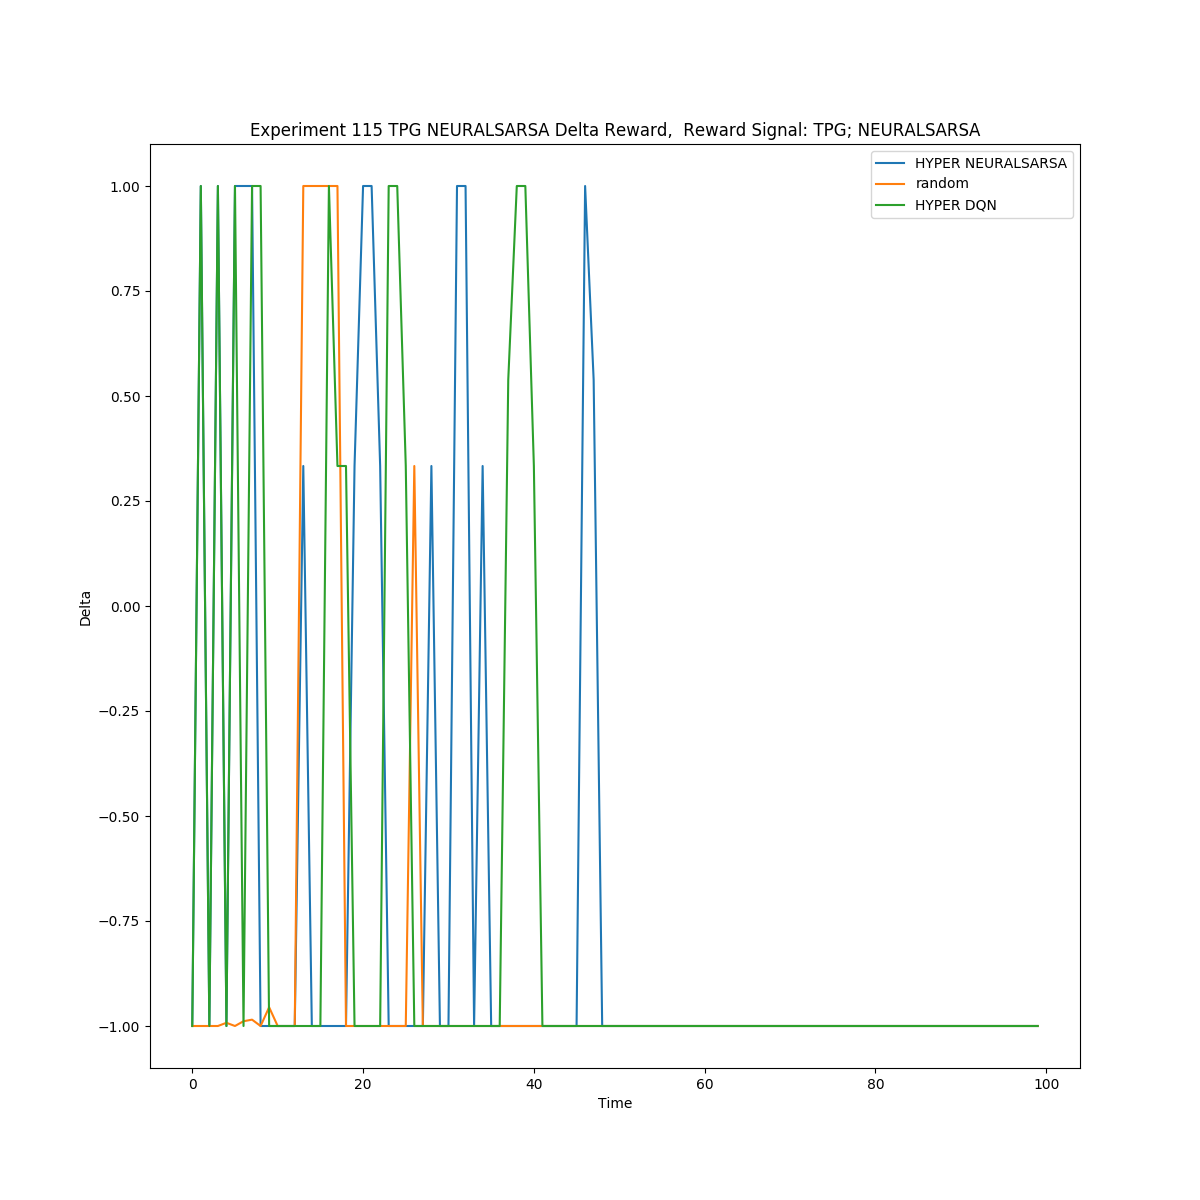 Experiment 115 TPG NEURALSARSA Delta Reward,  Reward Signal: TPG; NEURALSARSA
HYPER NEURALSARSA
random
HYPER DQN
1.00
0.75
0.50
0.25
0.00
−0.25
−0.50
−0.75
−1.00
Delta
0 20 40 60 80 100
Time